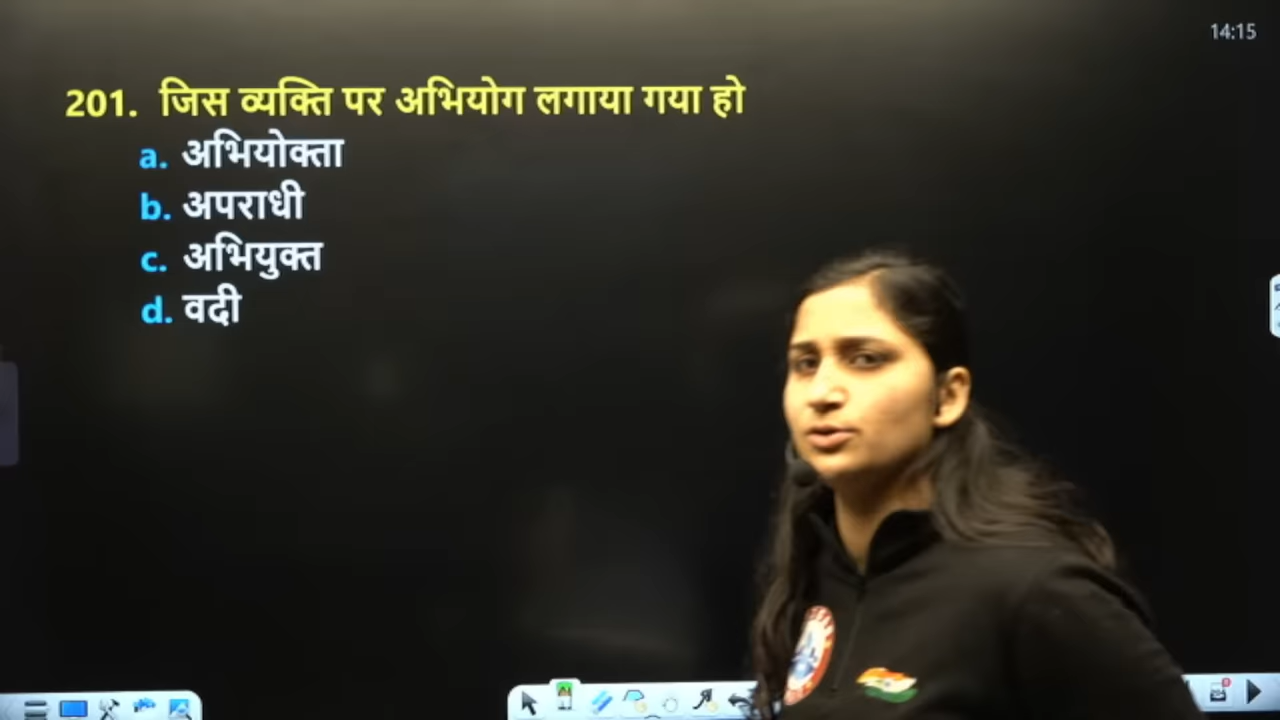 14:15
201. जिस व्यक्ति पर अभियोग लगाया गया हो
a. अभियोक्ता
b. अपराधी
c. अभियुक्त
d. वदी